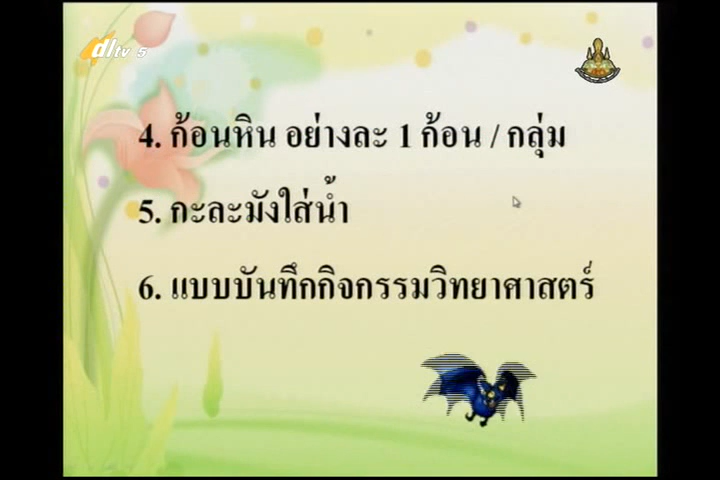 dltv 5
4. ก้อนหิน อย่างละ 1 ก้อน / กลุ่ม
5. กะละมังใส่น้ำ
6. แบบบันทึกกิจกรรมวิทยาศาสตร์